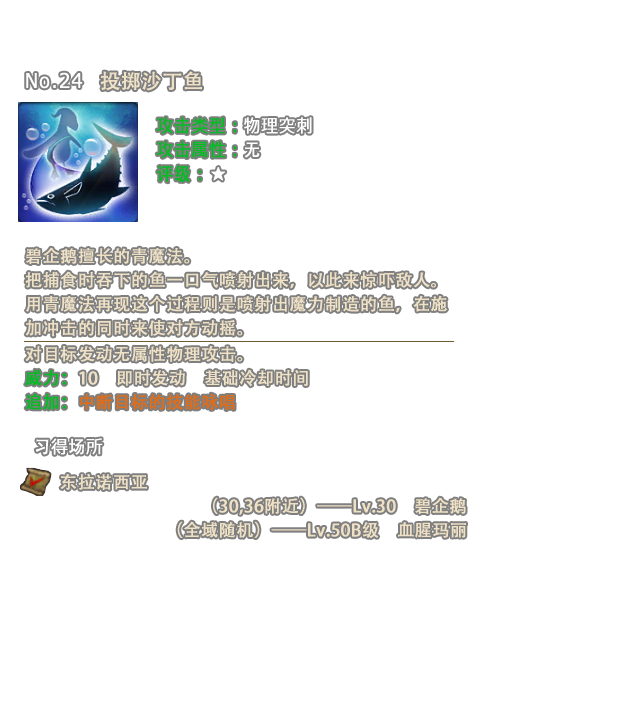 No.24 投掷沙丁鱼
攻击类型：物理突刺
攻击属性：无
评级：☆
碧企鹅擅长的青魔法。
把捕食时吞下的鱼一口气喷射出来，以此来惊吓敌人。
用青魔法再现这个过程则是喷射出魔力制造的鱼，在施
加冲击的同时来使对方动摇。
对目标发动无属性物理攻击。
威力：10 即时发动 基础冷却时间
追加：中断目标的技能咏唱
习得场所
东拉诺西亚
（30,36附近）——Lv.30 碧企鹅
（全域随机）——Lv.50B级 血腥玛丽